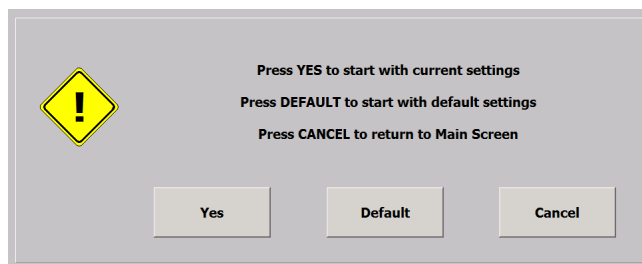 Press YES to start with current settings
Press DEFAULT to start with default settings
Press CANCEL to return to Main Screen
!
Yes
Default
Cancel